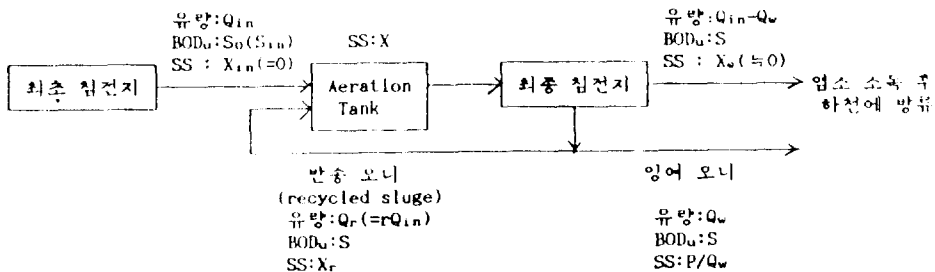 유량:Qin
BODu:So(Sin)
SS : Xin(=0)
SS:X
유량:Qin-Qw
BODu:S
SS : Xe(≒0)
최종 침전지
Aeration
Tank
최종 침전지
염소 소독 후
하천에 방류
반송 오니
(recycled sluge)
유량:Qr(=rQin)
BODu:S
SS:Xr
잉여 오니
유량:Qw
BODu:S
SS:P/Qw